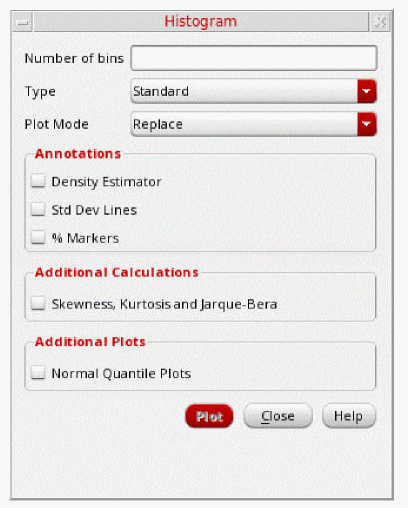 Histogram
Number of bins
Type Standard
Plot Mode Replace
Annotations
Density Estimator
Std Dev Lines
% Markers
Additional Calculations
Skewness, Kurtosis and Jarque-Bera
Additional Plots
Normal Quantile Plots
Plot Close Help